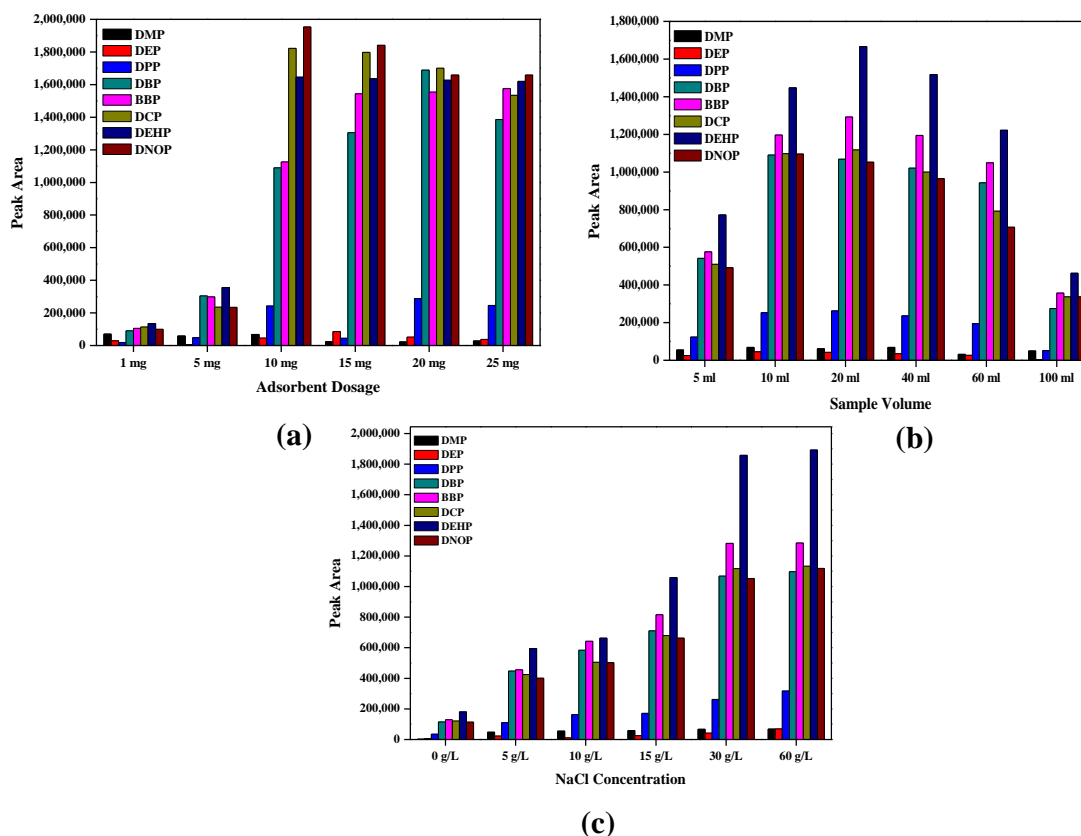 2,000,000
1,800,000
1,600,000
1,400,000
1,200,000
1,000,000
800,000
600,000
400,000
200,000
0
Peak Area
DMP
DEP
DPP
DBP
BBP
DCP
DEHP
DNOP
1 mg 5 mg 10 mg 15 mg 20 mg 25 mg
Adsorbent Dosage
(a)
1,800,000
1,600,000
1,400,000
1,200,000
1,000,000
800,000
600,000
400,000
200,000
0
Peak Area
DMP
DEP
DPP
DBP
BBP
DCP
DEHP
DNOP
5 ml 10 ml 20 ml 40 ml 60 ml 100 ml
Sample Volume
(b)
2,000,000
1,800,000
1,600,000
1,400,000
1,200,000
1,000,000
800,000
600,000
400,000
200,000
0
Peak Area
DMP
DEP
DPP
DBP
BBP
DCP
DEHP
DNOP
0 g/L 5 g/L 10 g/L 15 g/L 30 g/L 60 g/L
NaCl Concentration
(c)